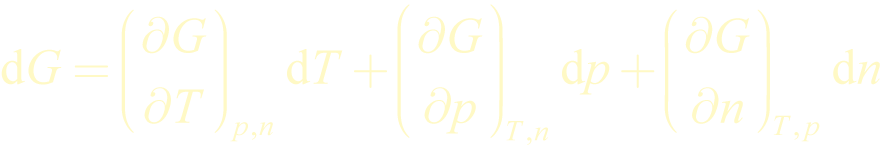 dG = (∂G/∂T)_{p,n} dT + (∂G/∂p)_{T,n} dp + (∂G/∂n)_{T,p} dn